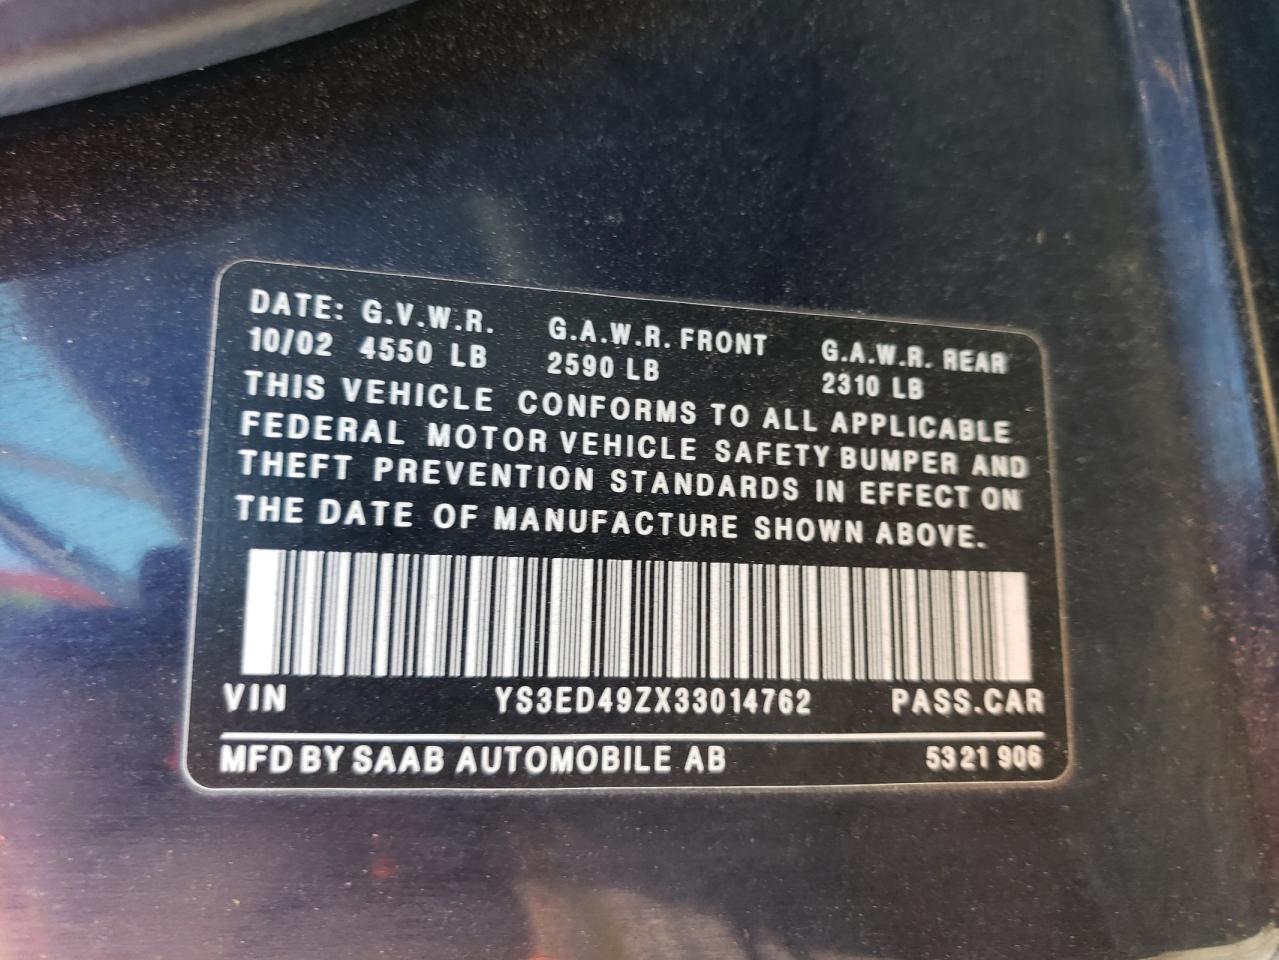 DATE: G.V.W.R. G.A.W.R. FRONT G.A.W.R. REAR
10/02 4550 LB 2590 LB 2310 LB
THIS VEHICLE CONFORMS TO ALL APPLICABLE
FEDERAL MOTOR VEHICLE SAFETY BUMPER AND
THEFT PREVENTION STANDARDS IN EFFECT ON
THE DATE OF MANUFACTURE SHOWN ABOVE.
VIN YS3ED49ZX33014762 PASS.CAR
MFD BY SAAB AUTOMOBILE AB 53 21 906